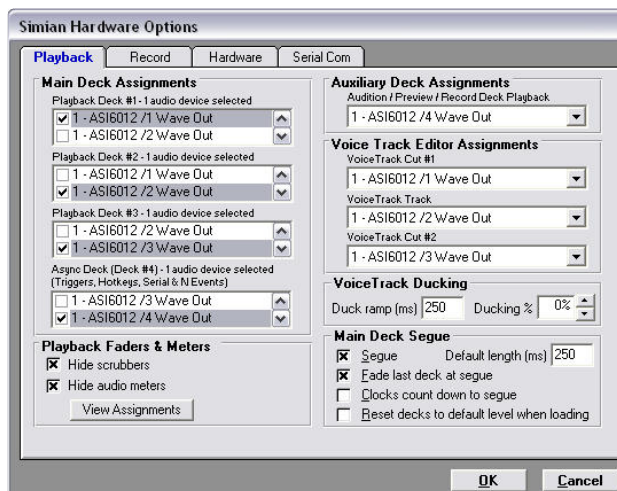 Simian Hardware Options
Playback
Record
Hardware
Serial Com
Main Deck Assignments
Playback Deck #1 - 1 audio device selected
1 - ASI6012 /1 Wave Out
1 - ASI6012 /2 Wave Out
Playback Deck #2 - 1 audio device selected
1 - ASI6012 /1 Wave Out
1 - ASI6012 /2 Wave Out
Playback Deck #3 - 1 audio device selected
1 - ASI6012 /2 Wave Out
1 - ASI6012 /3 Wave Out
Async Deck (Deck #4) - 1 audio device selected
(Triggers, Hotkeys, Serial & N Events)
1 - ASI6012 /3 Wave Out
1 - ASI6012 /4 Wave Out
Playback Faders & Meters
Hide scrubbers
Hide audio meters
View Assignments
Auxiliary Deck Assignments
Audition / Preview / Record Deck Playback
1 - ASI6012 /4 Wave Out
Voice Track Editor Assignments
VoiceTrack Cut #1
1 - ASI6012 /1 Wave Out
VoiceTrack Track
1 - ASI6012 /2 Wave Out
VoiceTrack Cut #2
1 - ASI6012 /3 Wave Out
VoiceTrack Ducking
Duck ramp (ms) 250 Ducking % 0%
Main Deck Segue
Segue Default length (ms) 250
Fade last deck at segue
Clocks count down to segue
Reset decks to default level when loading
OK
Cancel